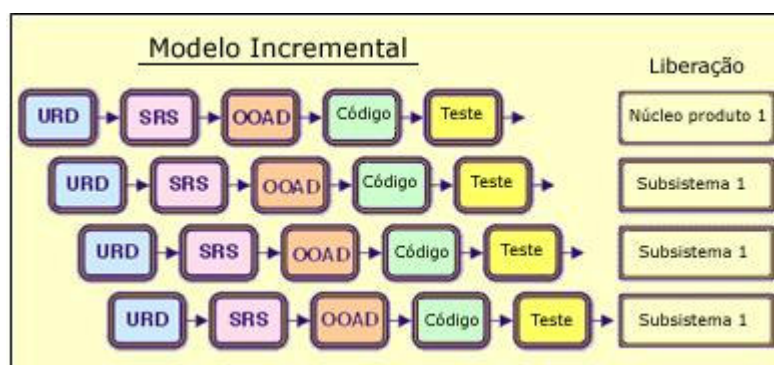 Modelo Incremental
Liberação
URD SRS OOAD Código Teste Núcleo produto 1
URD SRS OOAD Código Teste Subsistema 1
URD SRS OOAD Código Teste Subsistema 1
URD SRS OOAD Código Teste Subsistema 1